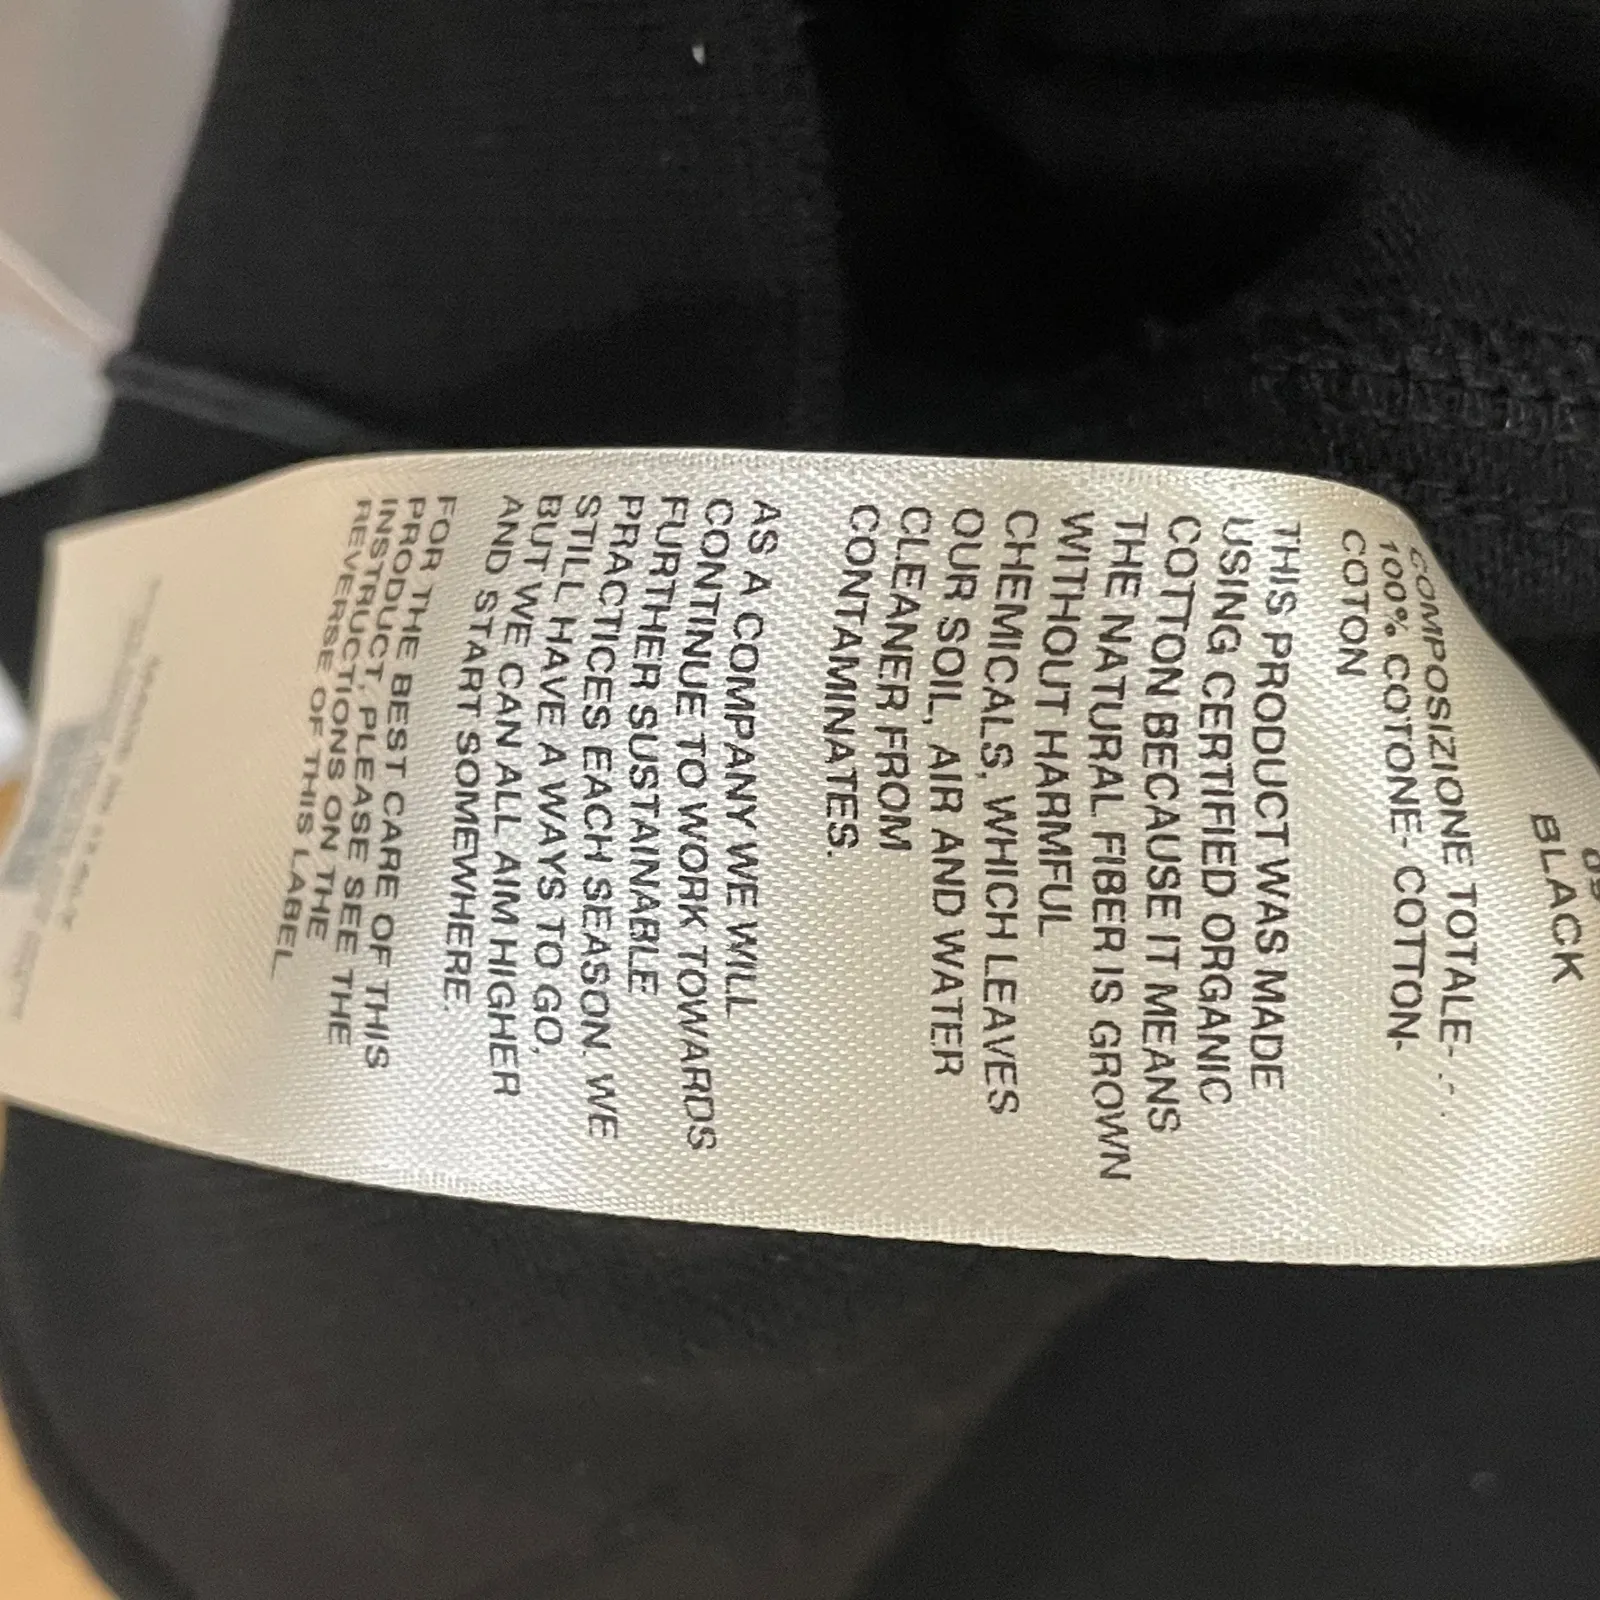 BLACK
COMPOSIZIONE TOTALE-
100% COTONE- COTTON-
COTON
THIS PRODUCT WAS MADE
USING CERTIFIED ORGANIC
COTTON BECAUSE IT MEANS
THE NATURAL FIBER IS GROWN
WITHOUT HARMFUL
CHEMICALS, WHICH LEAVES
OUR SOIL, AIR AND WATER
CLEANER FROM
CONTAMINATES.
AS A COMPANY WE WILL
CONTINUE TO WORK TOWARDS
FURTHER SUSTAINABLE
PRACTICES EACH SEASON. WE
STILL HAVE A WAYS TO GO,
BUT WE CAN ALL AIM HIGHER
AND START SOMEWHERE.
FOR THE BEST CARE OF THIS
PRODUCT, PLEASE SEE THE
INSTRUCTIONS ON THE
REVERSE OF THIS LABEL